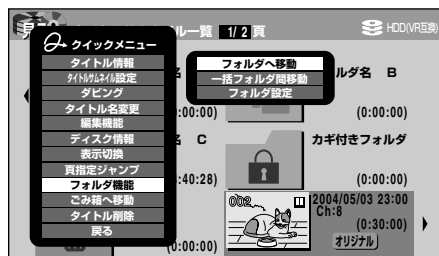 見
ル一覧 1/2 頁
HDD(VR互換)
クイックメニュー
タイトル情報
タイトルサムネイル設定
ダビング
タイトル名変更
編集機能
ディスク情報
表示切換
頁指定ジャンプ
フォルダ機能
ごみ箱へ移動
タイトル削除
戻る
フォルダへ移動
一括フォルダ間移動
フォルダ設定
名
ルダ名 B
:00:00)
(0:00:00)
名 C
カギ付きフォルダ
:40:28)
(0:00:00)
002
2004/05/03 23:00
Ch:8
(0:30:00)
オリジナル
(0:00:00)